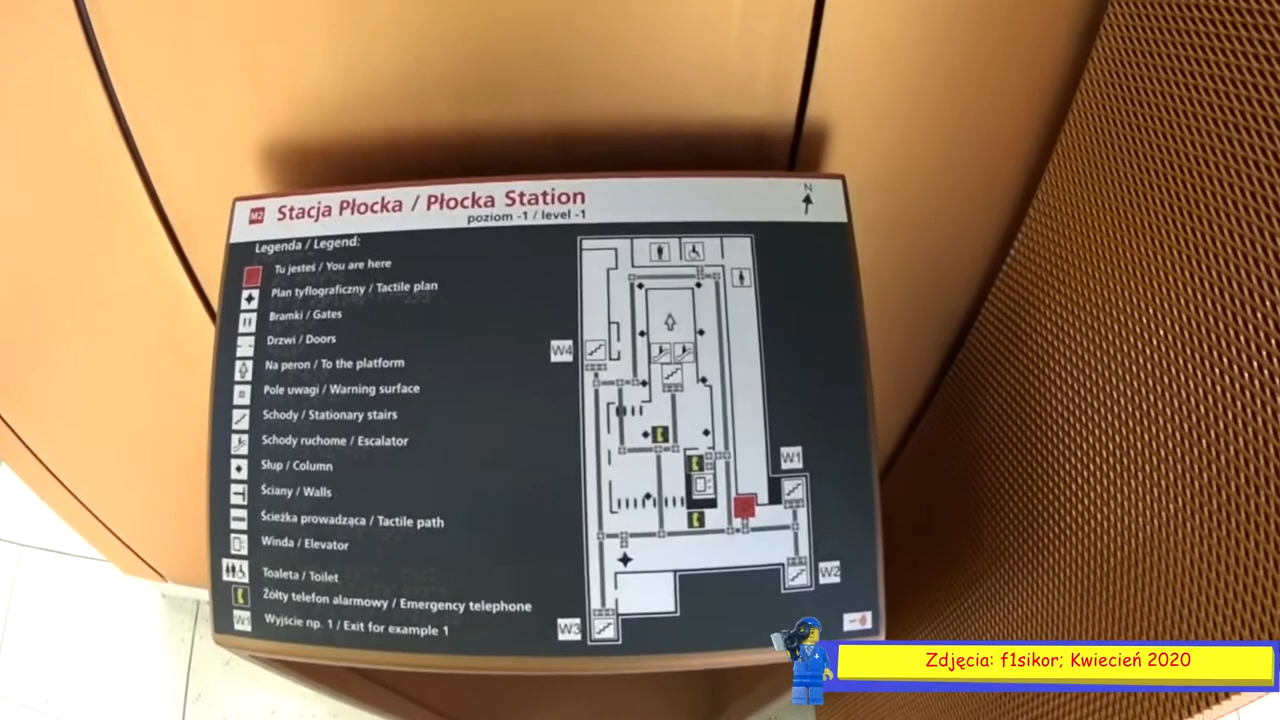 M2 Stacja Płocka / Płocka Station
poziom -1 / level -1
N
Legenda / Legend:
Tu jesteś / You are here
Plan tyflograficzny / Tactile plan
Bramki / Gates
Drzwi / Doors
Na peron / To the platform
Pole uwagi / Warning surface
Schody / Stationary stairs
Schody ruchome / Escalator
Słup / Column
Ściany / Walls
Ścieżka prowadząca / Tactile path
Winda / Elevator
Toaleta / Toilet
Żółty telefon alarmowy / Emergency telephone
W1 Wyjście np. 1 / Exit for example 1
W4
W1
W2
W3
Zdjęcia: f1sikor; Kwiecień 2020